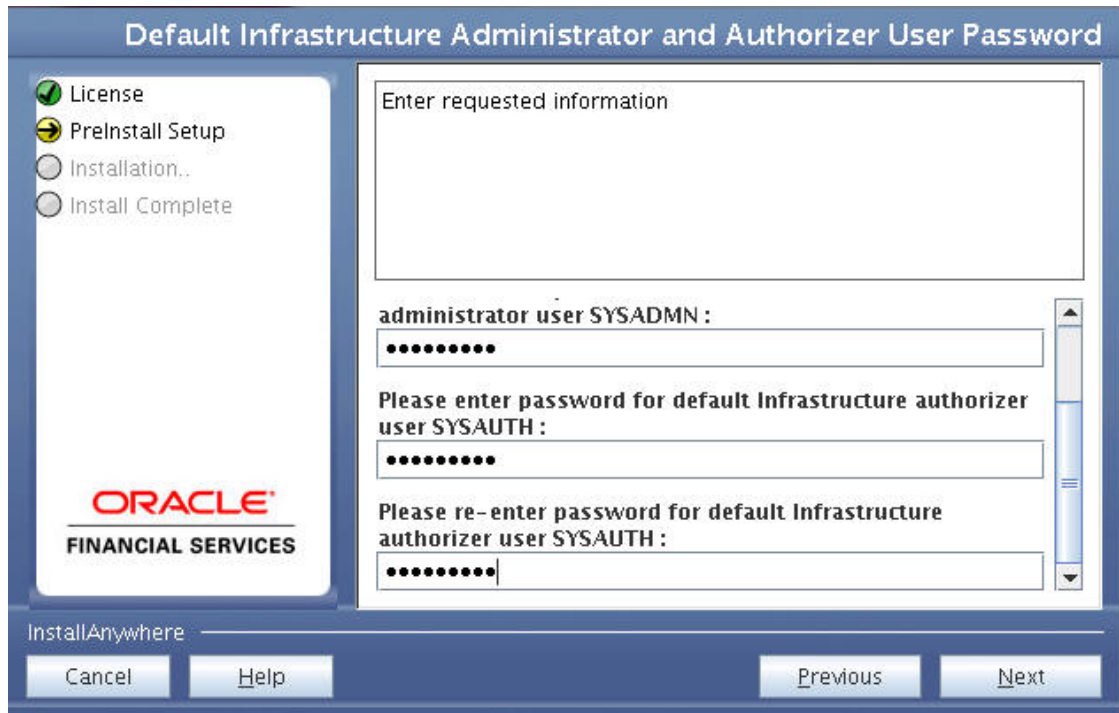 Default Infrastructure Administrator and Authorizer User Password
License
PreInstall Setup
Installation..
Install Complete
ORACLE'
FINANCIAL SERVICES
Enter requested information
administrator user SYSADMN :
•••••••••
Please enter password for default Infrastructure authorizer
user SYSAUTH :
•••••••••
Please re-enter password for default Infrastructure
authorizer user SYSAUTH :
•••••••••
InstallAnywhere
Cancel
Help
Previous
Next